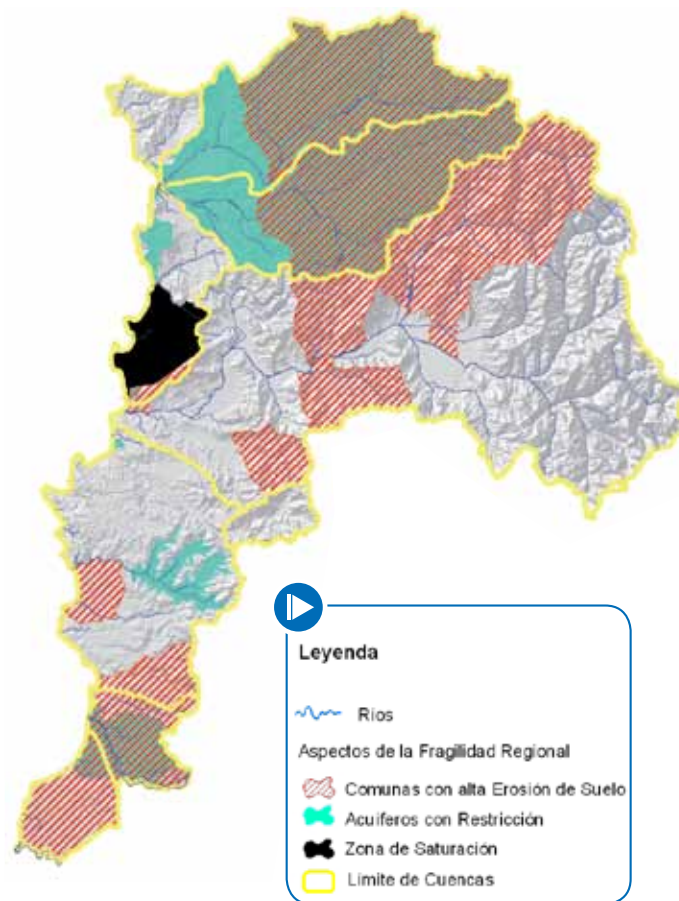 Leyenda
Ríos
Aspectos de la Fragilidad Regional
Comunas con alta Erosión de Suelo
Acuíferos con Restricción
Zona de Saturación
Límite de Cuencas